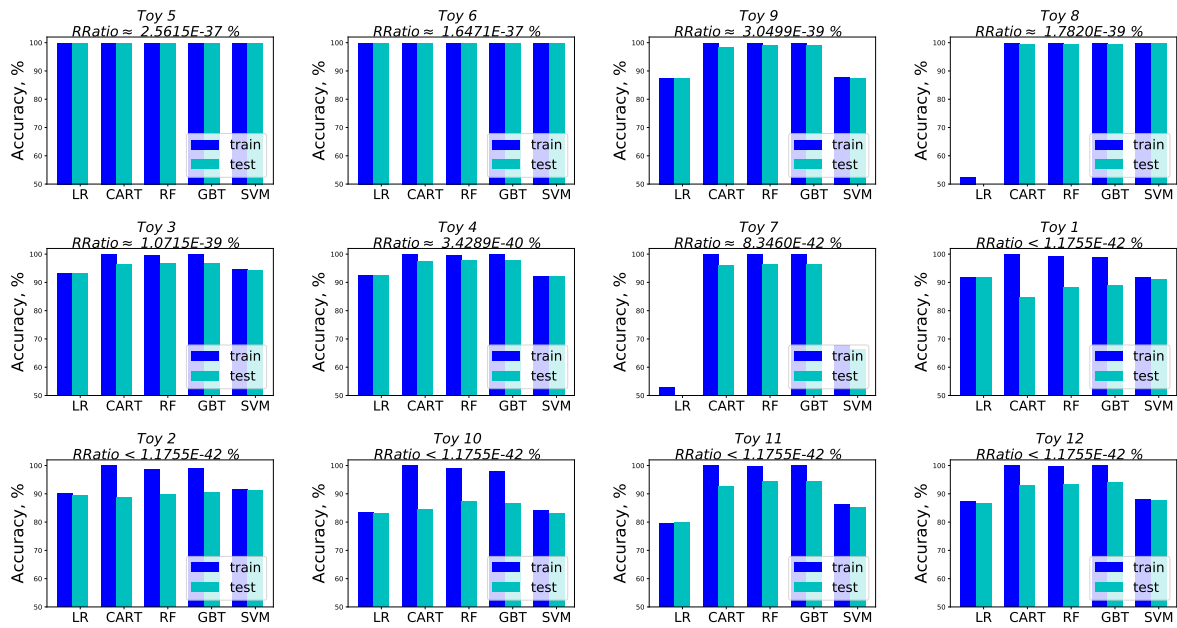 Toy 5
RRatio ≈ 2.5615E-37 %
Accuracy, %
100
90
80
70
60
50
LR CART RF GBT SVM
train
test
Toy 6
RRatio ≈ 1.6471E-37 %
Accuracy, %
100
90
80
70
60
50
LR CART RF GBT SVM
train
test
Toy 9
RRatio ≈ 3.0499E-39 %
Accuracy, %
100
90
80
70
60
50
LR CART RF GBT SVM
train
test
Toy 8
RRatio ≈ 1.7820E-39 %
Accuracy, %
100
90
80
70
60
50
LR CART RF GBT SVM
train
test
Toy 3
RRatio ≈ 1.0715E-39 %
Accuracy, %
100
90
80
70
60
50
LR CART RF GBT SVM
train
test
Toy 4
RRatio ≈ 3.4289E-40 %
Accuracy, %
100
90
80
70
60
50
LR CART RF GBT SVM
train
test
Toy 7
RRatio ≈ 8.3460E-42 %
Accuracy, %
100
90
80
70
60
50
LR CART RF GBT SVM
train
test
Toy 1
RRatio < 1.1755E-42 %
Accuracy, %
100
90
80
70
60
50
LR CART RF GBT SVM
train
test
Toy 2
RRatio < 1.1755E-42 %
Accuracy, %
100
90
80
70
60
50
LR CART RF GBT SVM
train
test
Toy 10
RRatio < 1.1755E-42 %
Accuracy, %
100
90
80
70
60
50
LR CART RF GBT SVM
train
test
Toy 11
RRatio < 1.1755E-42 %
Accuracy, %
100
90
80
70
60
50
LR CART RF GBT SVM
train
test
Toy 12
RRatio < 1.1755E-42 %
Accuracy, %
100
90
80
70
60
50
LR CART RF GBT SVM
train
test